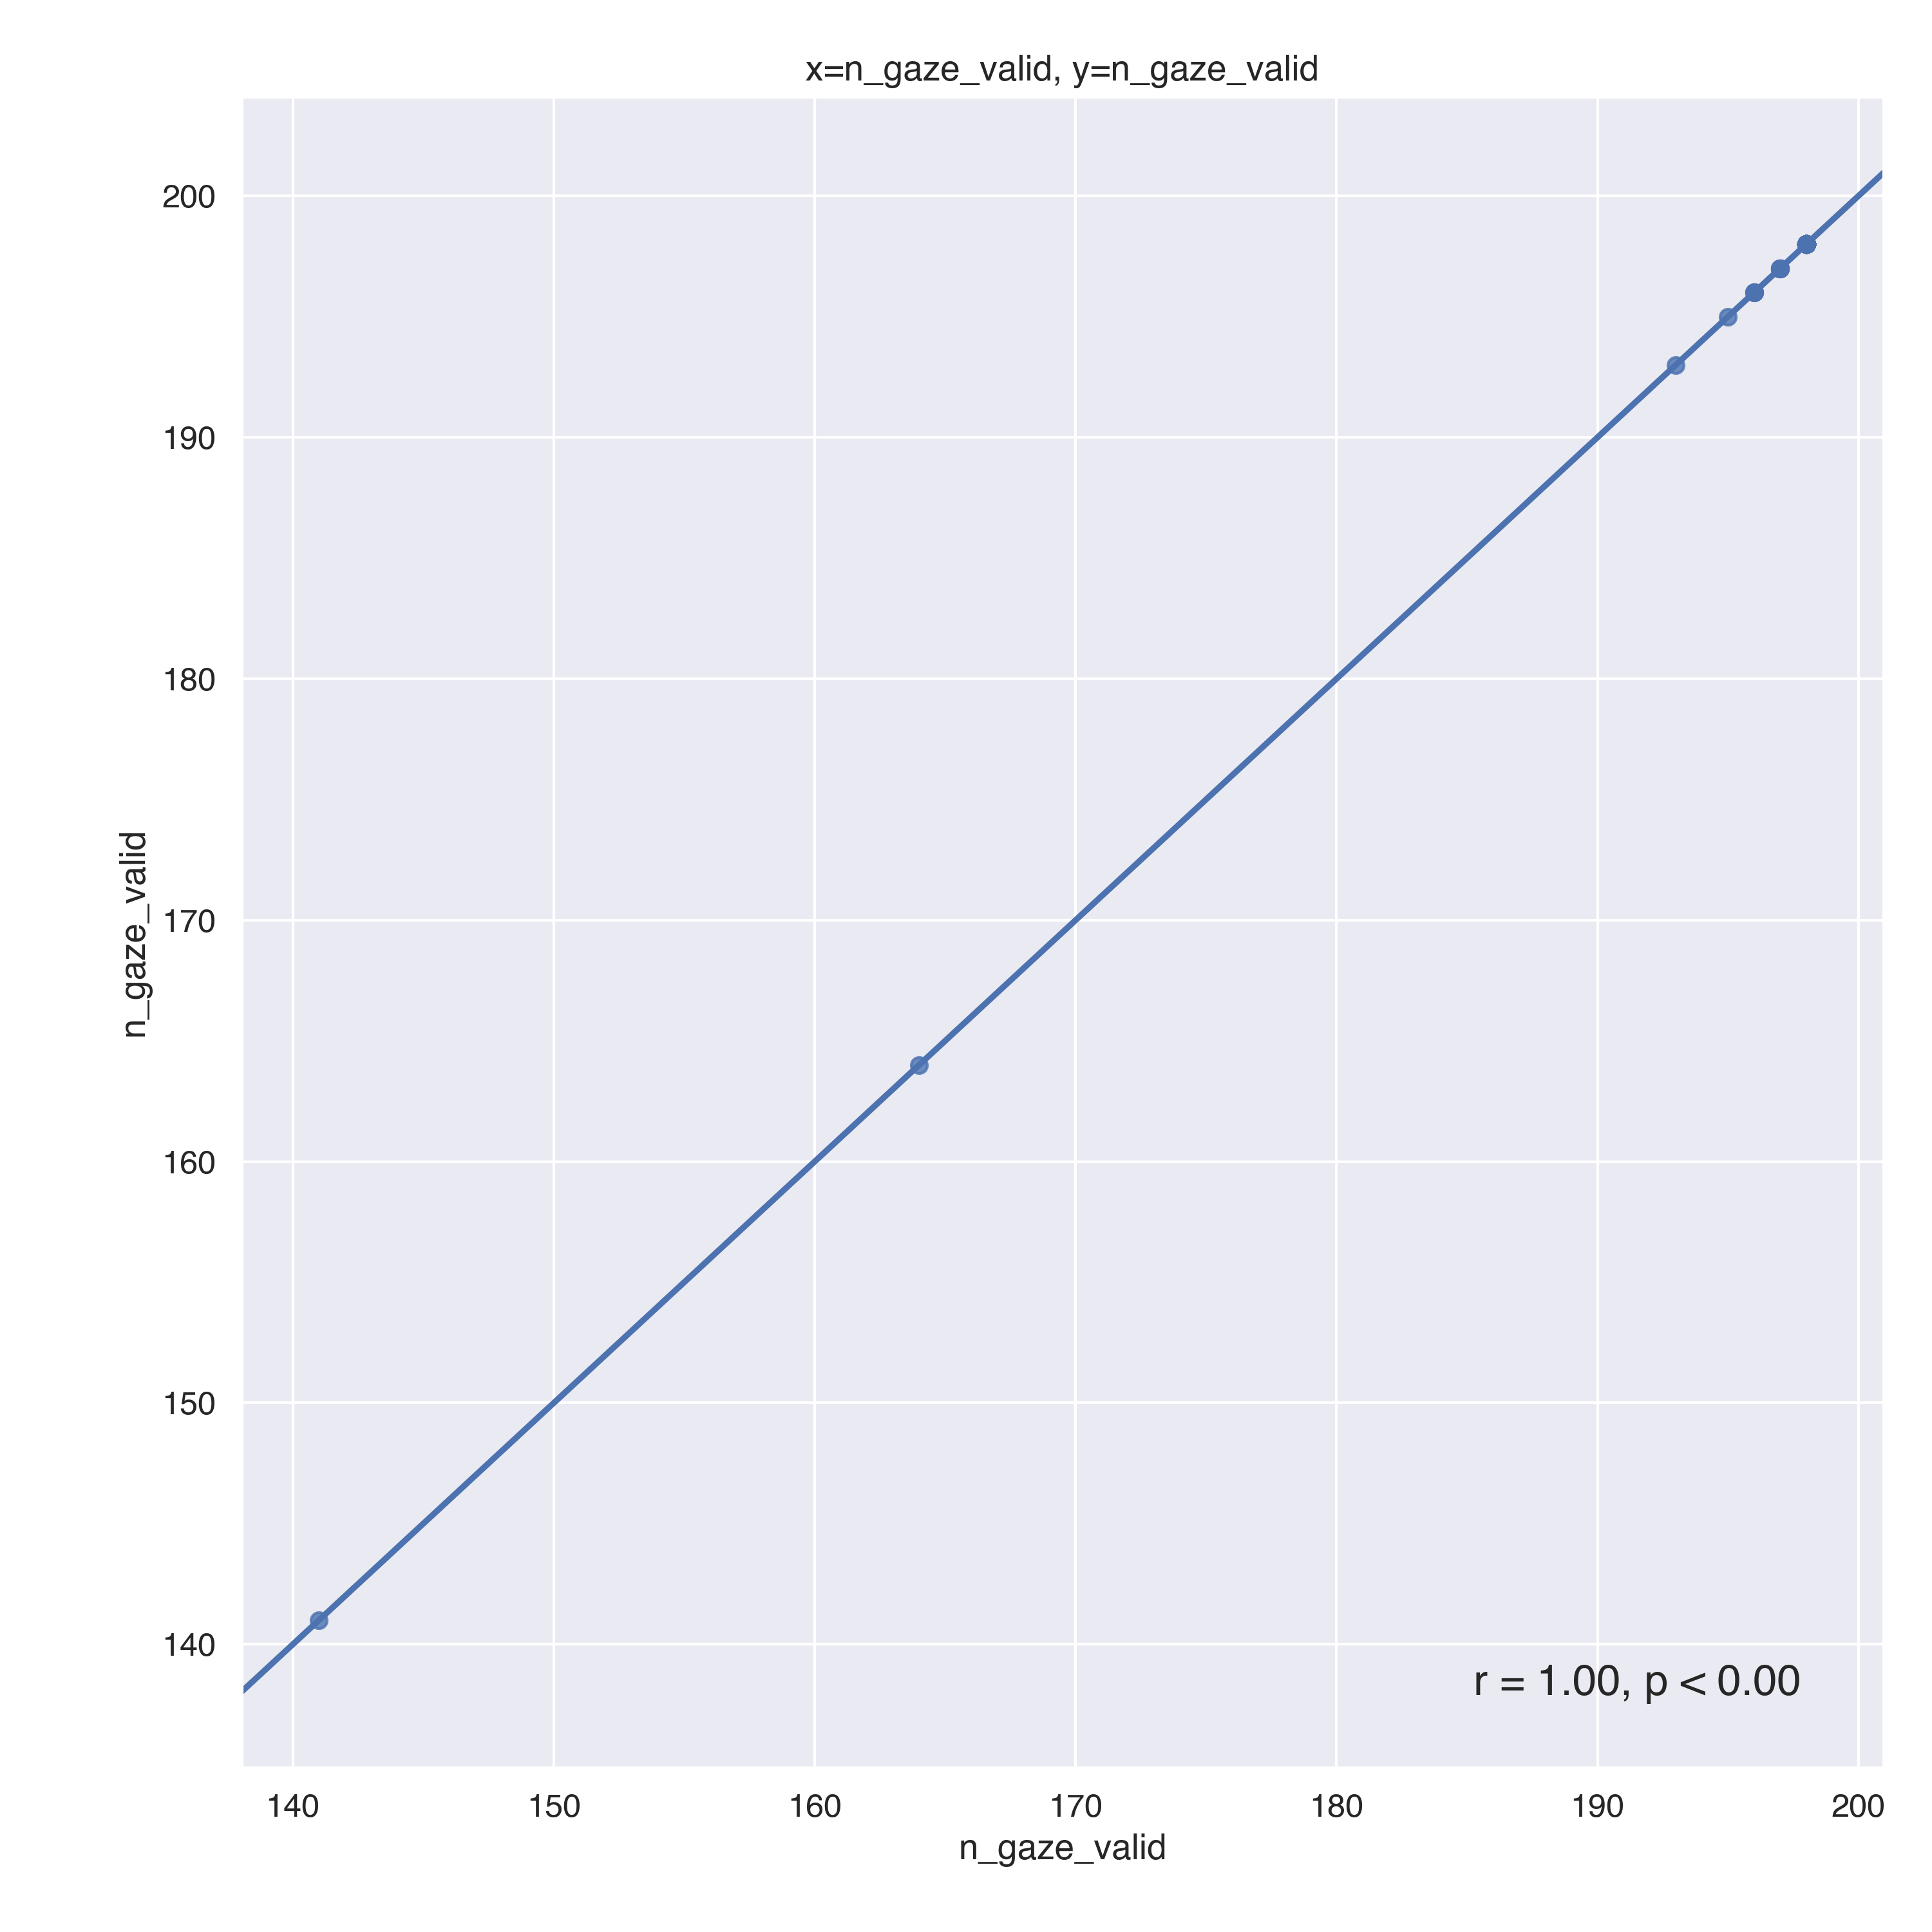 x=n_gaze_valid, y=n_gaze_valid
200
190
180
170
160
150
140
n_gaze_valid
r = 1.00, p < 0.00
140 150 160 170 180 190 200
n_gaze_valid